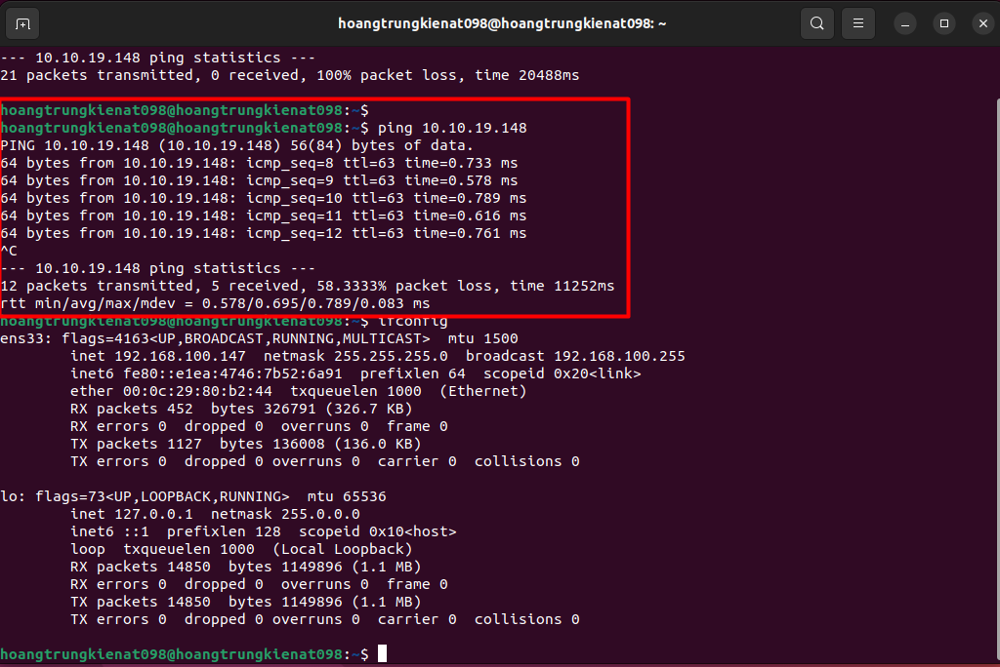 hoangtrungkienat098@hoangtrungkienat098: ~
--- 10.10.19.148 ping statistics ---
21 packets transmitted, 0 received, 100% packet loss, time 20488ms
hoangtrungkienat098@hoangtrungkienat098:~$
hoangtrungkienat098@hoangtrungkienat098:~$ ping 10.10.19.148
PING 10.10.19.148 (10.10.19.148) 56(84) bytes of data.
64 bytes from 10.10.19.148: icmp_seq=8 ttl=63 time=0.733 ms
64 bytes from 10.10.19.148: icmp_seq=9 ttl=63 time=0.578 ms
64 bytes from 10.10.19.148: icmp_seq=10 ttl=63 time=0.789 ms
64 bytes from 10.10.19.148: icmp_seq=11 ttl=63 time=0.616 ms
64 bytes from 10.10.19.148: icmp_seq=12 ttl=63 time=0.761 ms
^C
--- 10.10.19.148 ping statistics ---
12 packets transmitted, 5 received, 58.3333% packet loss, time 11252ms
rtt min/avg/max/mdev = 0.578/0.695/0.789/0.083 ms
hoangtrungkienat098@hoangtrungkienat098:~$ ifconfig
ens33: flags=4163<UP,BROADCAST,RUNNING,MULTICAST>  mtu 1500
        inet 192.168.100.147  netmask 255.255.255.0  broadcast 192.168.100.255
        inet6 fe80::e1ea:4746:7b52:6a91  prefixlen 64  scopeid 0x20<link>
        ether 00:0c:29:80:b2:44  txqueuelen 1000  (Ethernet)
        RX packets 452  bytes 326791 (326.7 KB)
        RX errors 0  dropped 0  overruns 0  frame 0
        TX packets 1127  bytes 136008 (136.0 KB)
        TX errors 0  dropped 0 overruns 0  carrier 0  collisions 0
lo: flags=73<UP,LOOPBACK,RUNNING>  mtu 65536
        inet 127.0.0.1  netmask 255.0.0.0
        inet6 ::1  prefixlen 128  scopeid 0x10<host>
        loop  txqueuelen 1000  (Local Loopback)
        RX packets 14850  bytes 1149896 (1.1 MB)
        RX errors 0  dropped 0  overruns 0  frame 0
        TX packets 14850  bytes 1149896 (1.1 MB)
        TX errors 0  dropped 0 overruns 0  carrier 0  collisions 0
hoangtrungkienat098@hoangtrungkienat098:~$